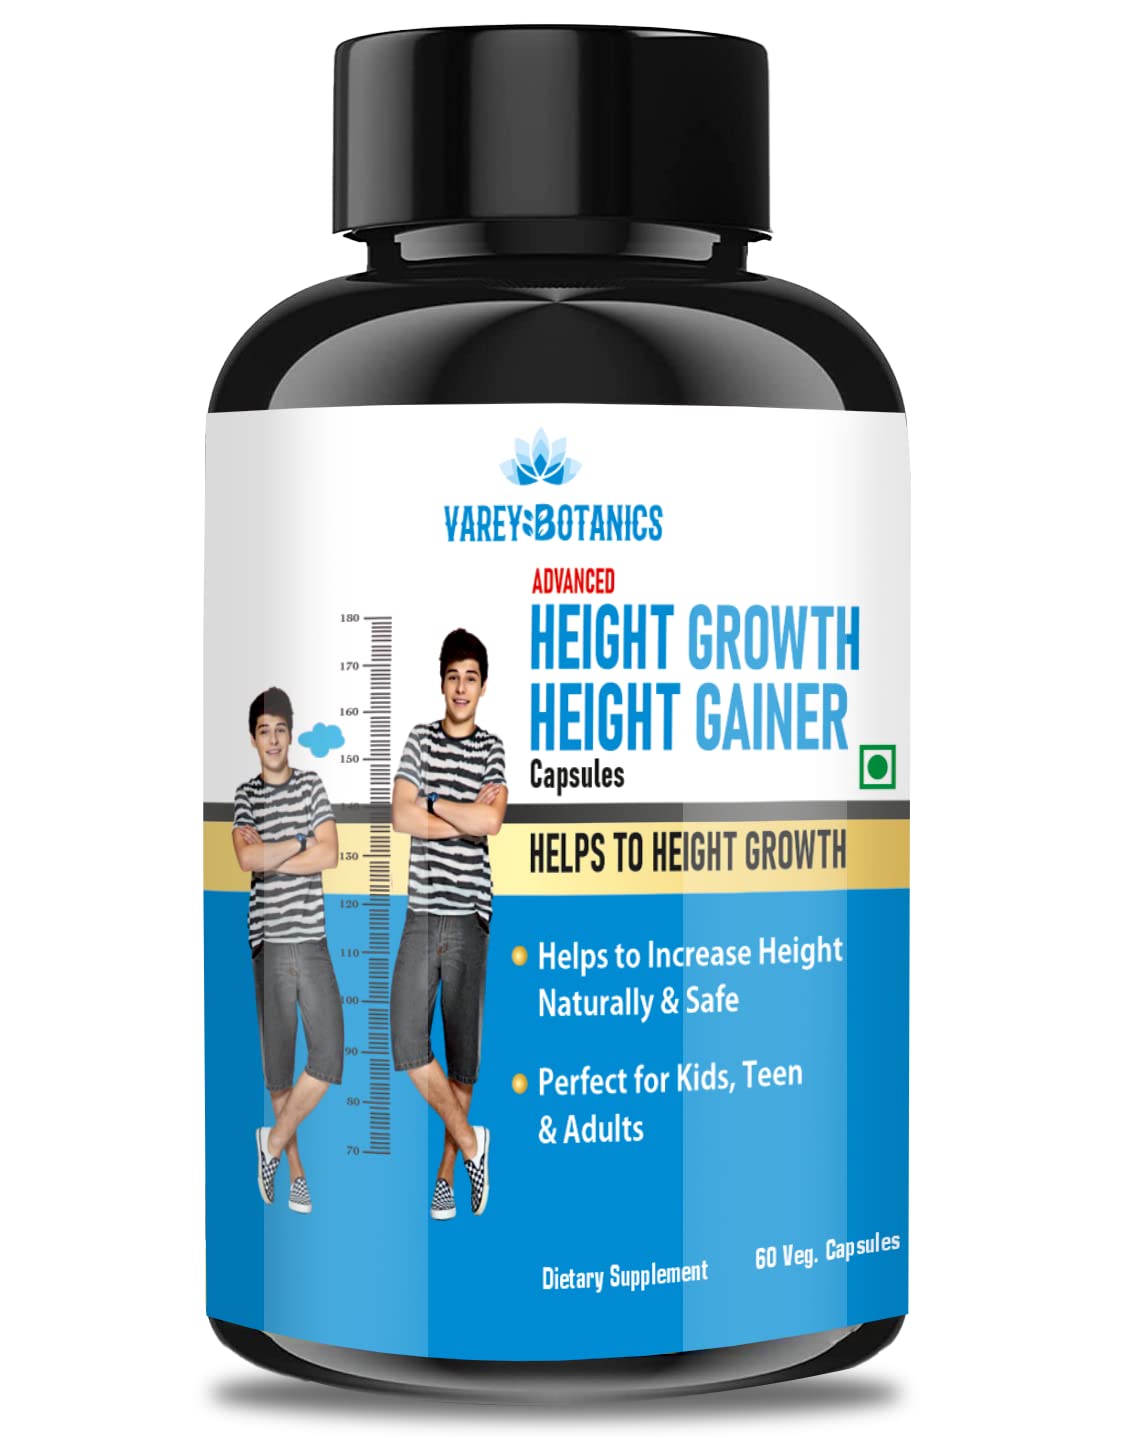 VAREY BOTANICS
ADVANCED
HEIGHT GROWTH
HEIGHT GAINER
Capsules
HELPS TO HEIGHT GROWTH
180
170
160
150
140
130
120
110
100
90
80
70
Helps to Increase Height
Naturally & Safe
Perfect for Kids, Teen
& Adults
Dietary Supplement
60 Veg. Capsules